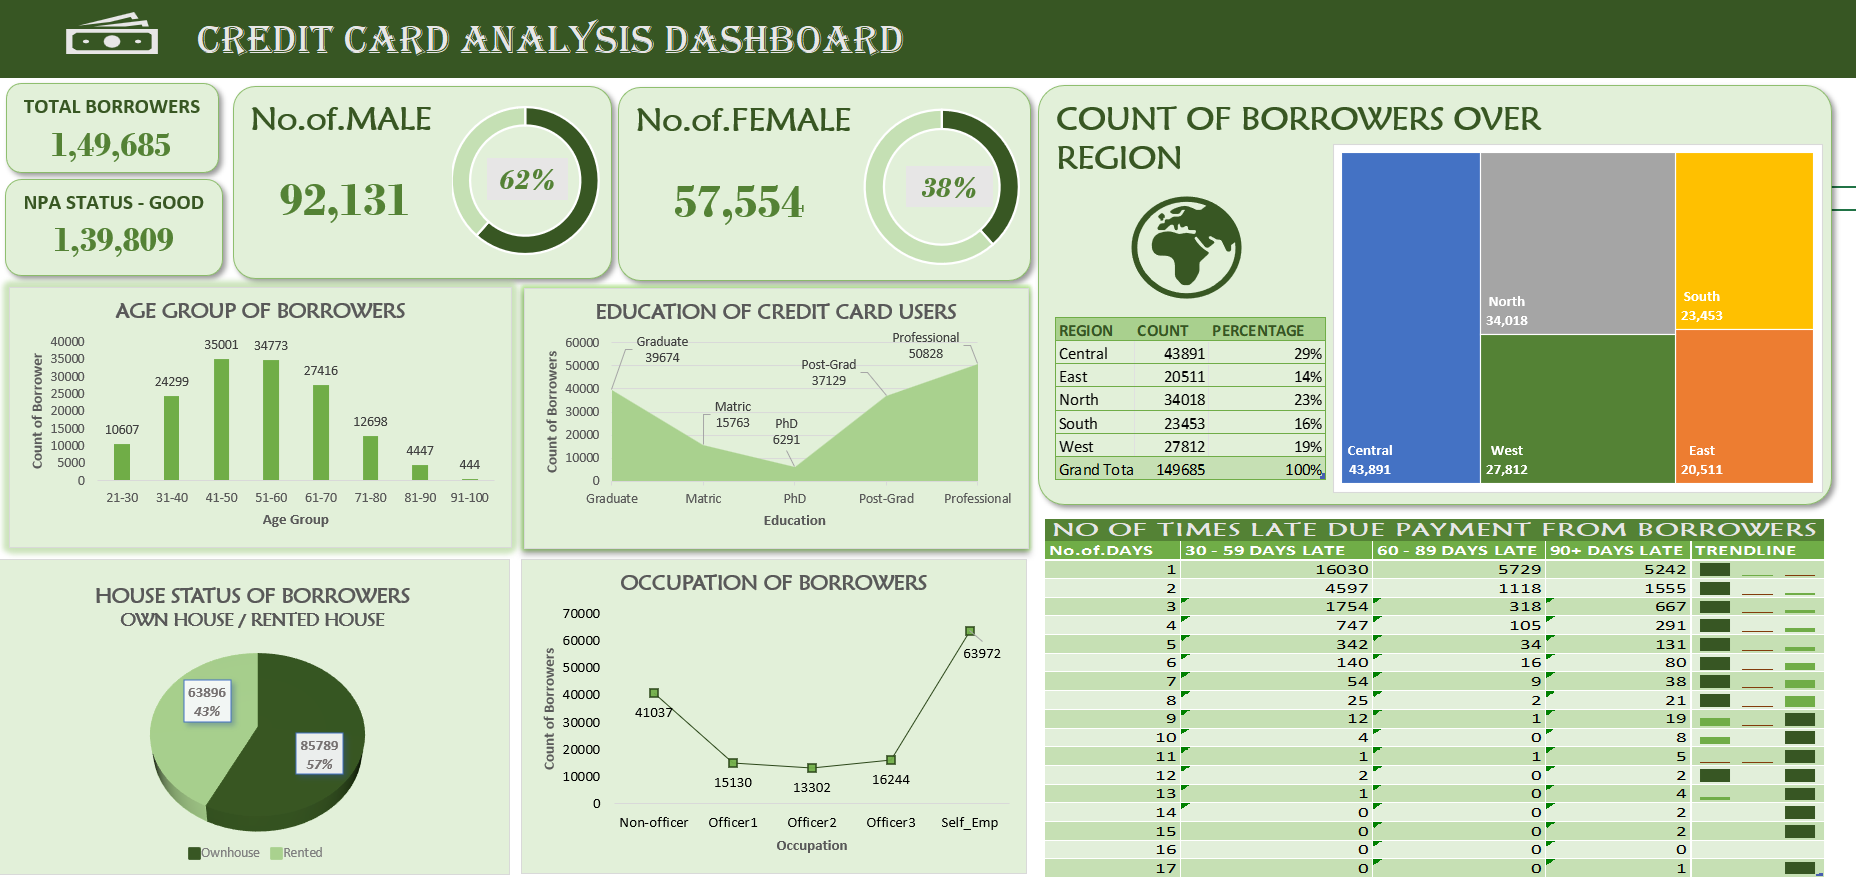 CREDIT CARD ANALYSIS DASHBOARD
TOTAL BORROWERS
1,49,685
NPA STATUS - GOOD
1,39,809
No.of.MALE
92,131
62%
No.of.FEMALE
57,554
38%
COUNT OF BORROWERS OVER
REGION
REGION COUNT PERCENTAGE
Central 43891 29%
East 20511 14%
North 34018 23%
South 23453 16%
West 27812 19%
Grand Tota 149685 100%
Central
43,891
North
34,018
West
27,812
South
23,453
East
20,511
AGE GROUP OF BORROWERS
Count of Borrower
40000
35000
30000
25000
20000
15000
10000
5000
0
10607
24299
35001
34773
27416
12698
4447
444
21-30 31-40 41-50 51-60 61-70 71-80 81-90 91-100
Age Group
EDUCATION OF CREDIT CARD USERS
Count of Borrowers
60000
50000
40000
30000
20000
10000
0
Graduate
39674
Matric
15763
PhD
6291
Post-Grad
37129
Professional
50828
Graduate Matric PhD Post-Grad Professional
Education
HOUSE STATUS OF BORROWERS
OWN HOUSE / RENTED HOUSE
63896
43%
85789
57%
Ownhouse Rented
OCCUPATION OF BORROWERS
Count of Borrowers
70000
60000
50000
40000
30000
20000
10000
0
41037
15130
13302
16244
63972
Non-officer Officer1 Officer2 Officer3 Self_Emp
Occupation
NO OF TIMES LATE DUE PAYMENT FROM BORROWERS
No.of.DAYS 30 - 59 DAYS LATE 60 - 89 DAYS LATE 90+ DAYS LATE TRENDLINE
1 16030 5729 5242
2 4597 1118 1555
3 1754 318 667
4 747 105 291
5 342 34 131
6 140 16 80
7 54 9 38
8 25 2 21
9 12 1 19
10 4 0 8
11 1 1 5
12 2 0 2
13 1 0 4
14 0 0 2
15 0 0 2
16 0 0 0
17 0 0 1